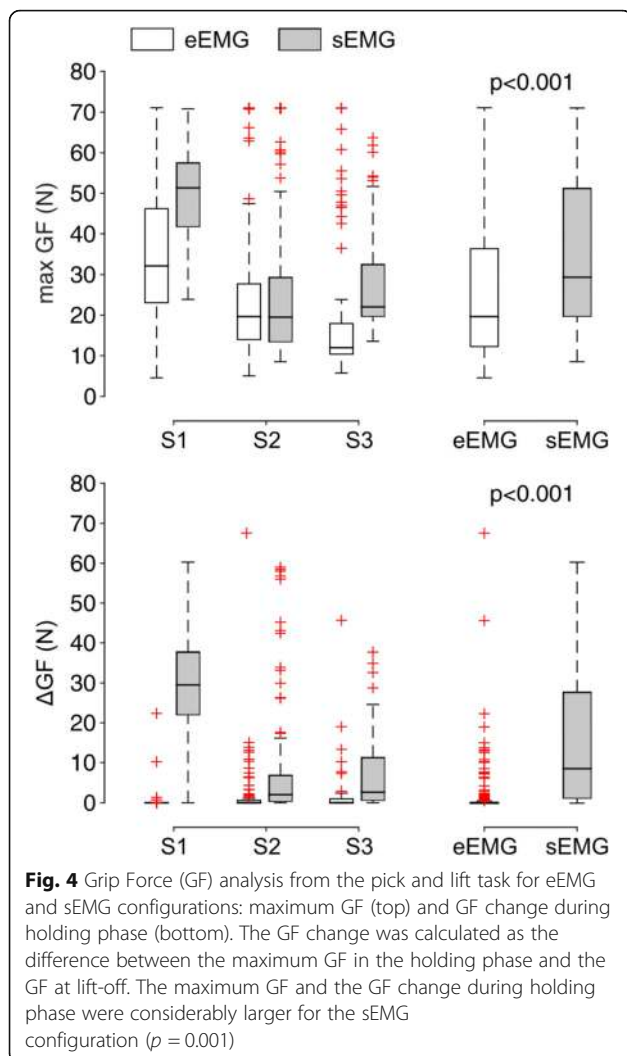 eEMG sEMG
80
70
60
50
40
30
20
10
0
max GF (N)
p<0.001
S1 S2 S3 eEMG sEMG
80
70
60
50
40
30
20
10
0
ΔGF (N)
p<0.001
S1 S2 S3 eEMG sEMG
Fig. 4 Grip Force (GF) analysis from the pick and lift task for eEMG
and sEMG configurations: maximum GF (top) and GF change during
holding phase (bottom). The GF change was calculated as the
difference between the maximum GF in the holding phase and the
GF at lift-off. The maximum GF and the GF change during holding
phase were considerably larger for the sEMG
configuration (p = 0.001)